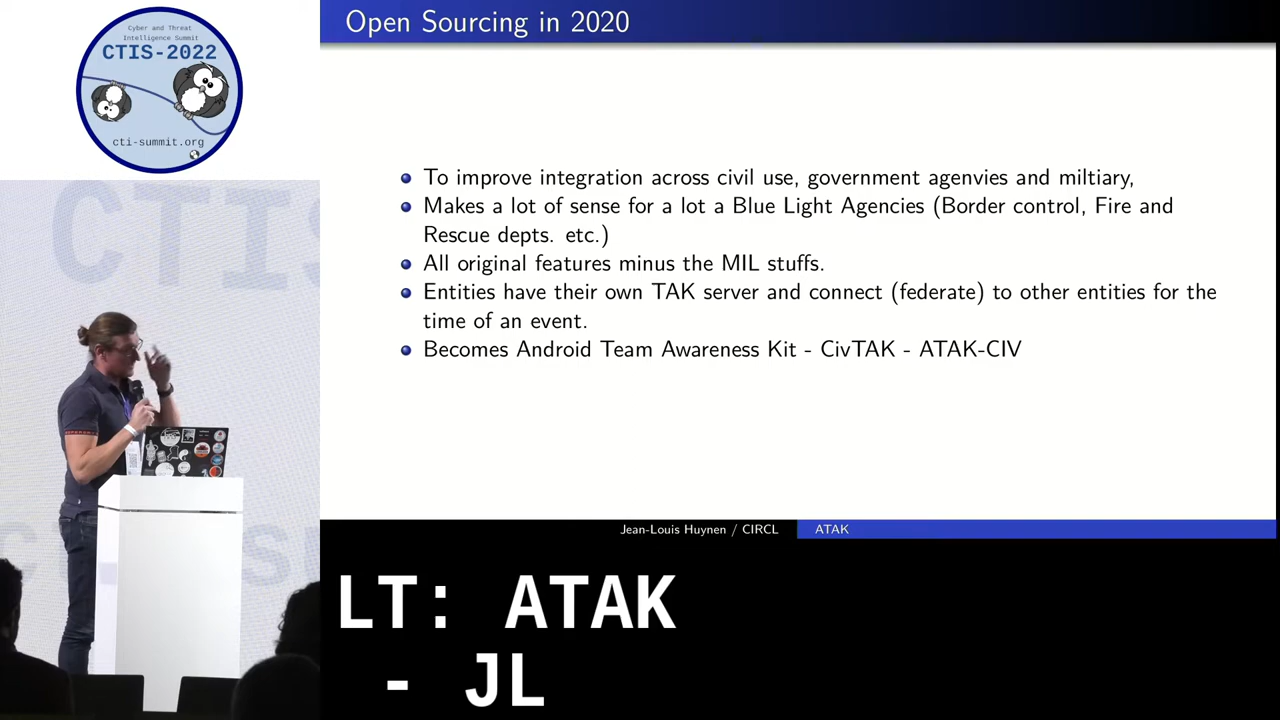 Cyber and Threat
Intelligence Summit
CTIS-2022
cti-summit.org
Open Sourcing in 2020
To improve integration across civil use, government agenvies and miltiary,
Makes a lot of sense for a lot a Blue Light Agencies (Border control, Fire and
Rescue depts. etc.)
All original features minus the MIL stuffs.
Entities have their own TAK server and connect (federate) to other entities for the
time of an event.
Becomes Android Team Awareness Kit - CivTAK - ATAK-CIV
Jean-Louis Huynen / CIRCL
ATAK
LT: ATAK
- JL
CTIS